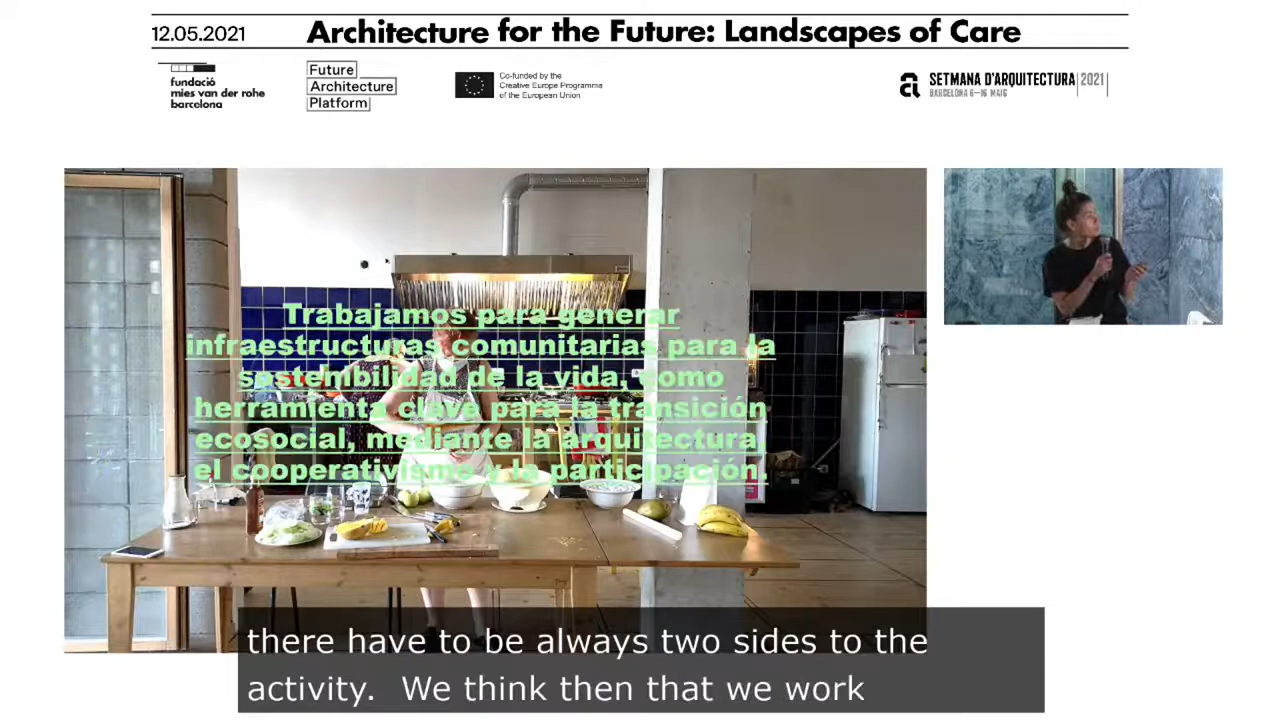 12.05.2021
Architecture for the Future: Landscapes of Care
fundació
mies van der rohe
barcelona
Future
Architecture
Platform
Co-funded by the
Creative Europe Programme
of the European Union
a
SETMANA D'ARQUITECTURA 2021
BARCELONA 6—16 MAIG
Trabajamos para generar
infraestructuras comunitarias para la
sostenibilidad de la vida, como
herramienta clave para la transición
ecosocial, mediante la arquitectura,
el cooperativismo y la participación.
there have to be always two sides to the
activity.  We think then that we work